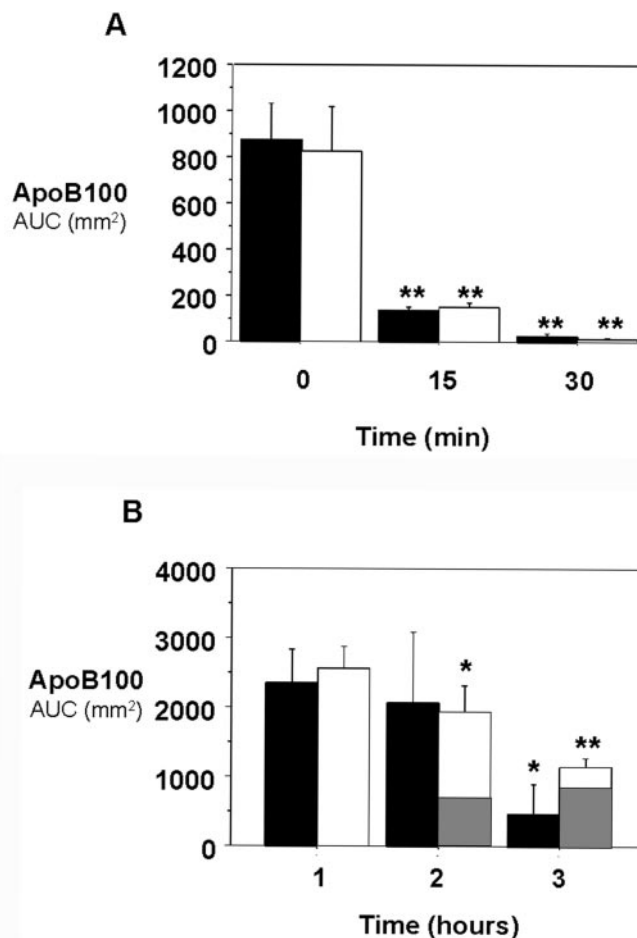 A
1200
1000
800
ApoB100
600
AUC (mm²)
400
200
** ** ** **
0
0 15 30
Time (min)
B
4000
3000
ApoB100
*
AUC (mm²)
2000
* **
1000
0
1 2 3
Time (hours)